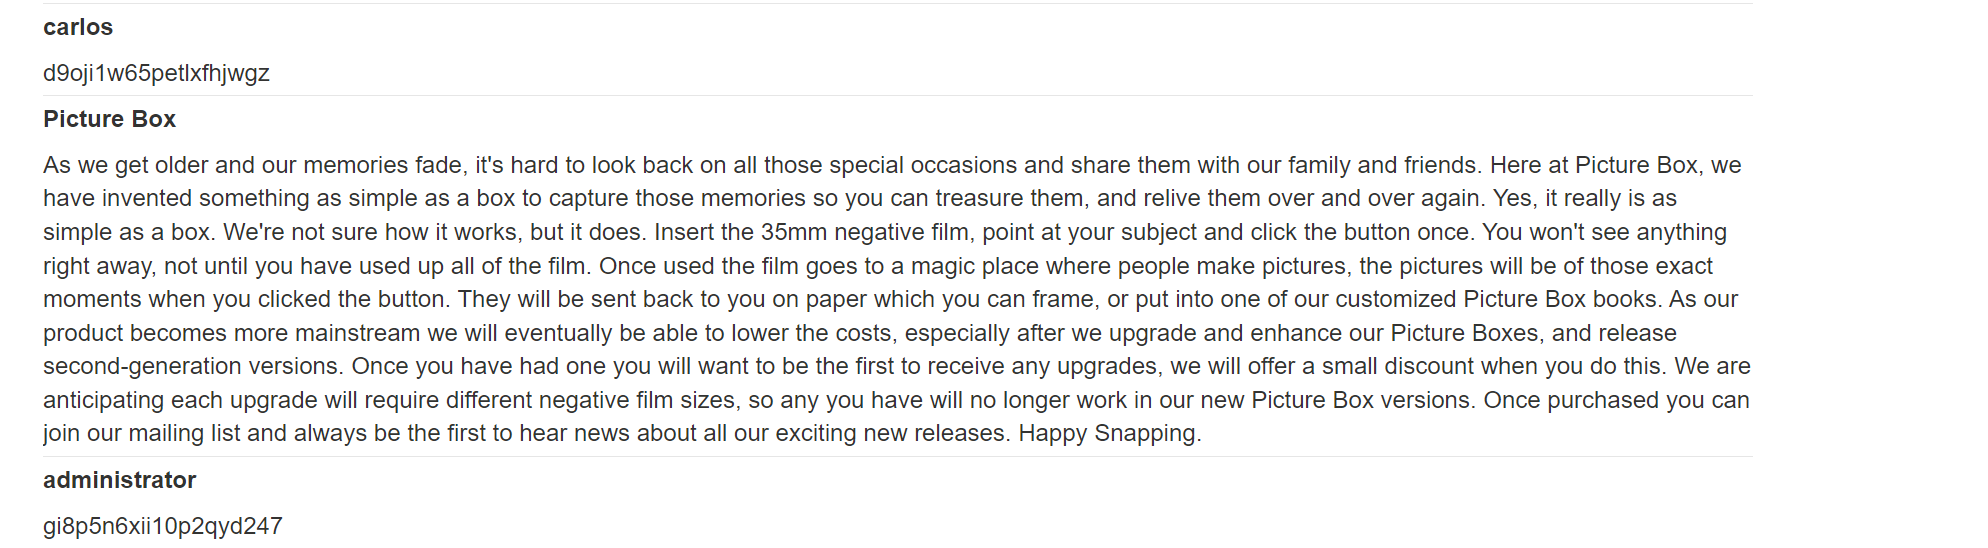 carlos
d9oji1w65petlxfhjwgz
Picture Box
As we get older and our memories fade, it's hard to look back on all those special occasions and share them with our family and friends. Here at Picture Box, we
have invented something as simple as a box to capture those memories so you can treasure them, and relive them over and over again. Yes, it really is as
simple as a box. We're not sure how it works, but it does. Insert the 35mm negative film, point at your subject and click the button once. You won't see anything
right away, not until you have used up all of the film. Once used the film goes to a magic place where people make pictures, the pictures will be of those exact
moments when you clicked the button. They will be sent back to you on paper which you can frame, or put into one of our customized Picture Box books. As our
product becomes more mainstream we will eventually be able to lower the costs, especially after we upgrade and enhance our Picture Boxes, and release
second-generation versions. Once you have had one you will want to be the first to receive any upgrades, we will offer a small discount when you do this. We are
anticipating each upgrade will require different negative film sizes, so any you have will no longer work in our new Picture Box versions. Once purchased you can
join our mailing list and always be the first to hear news about all our exciting new releases. Happy Snapping.
administrator
gi8p5n6xii10p2qyd247